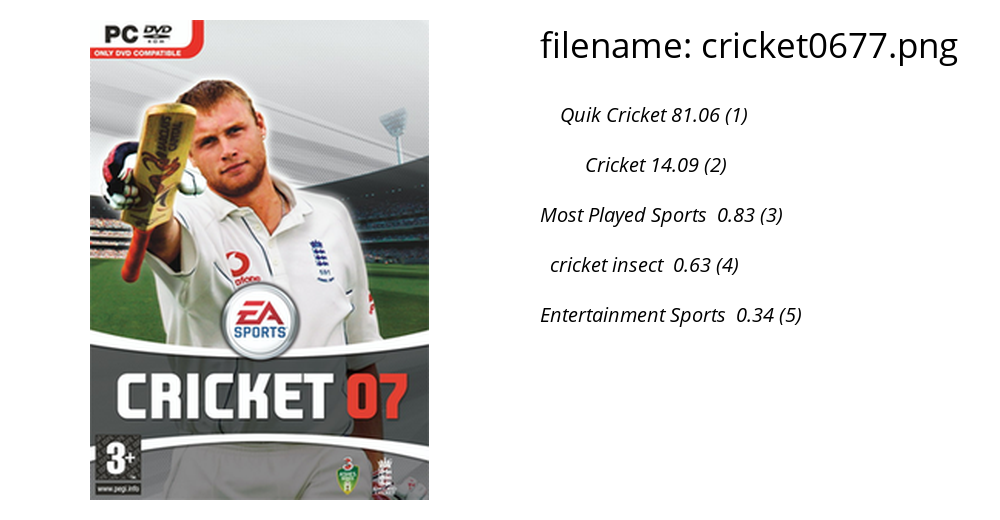 PC DVD
ROM
ONLY DVD COMPATIBLE
EA
SPORTS
CRICKET 07
3+
www.pegi.info
591
filename: cricket0677.png
Quik Cricket 81.06 (1)
Cricket 14.09 (2)
Most Played Sports 0.83 (3)
cricket insect 0.63 (4)
Entertainment Sports 0.34 (5)